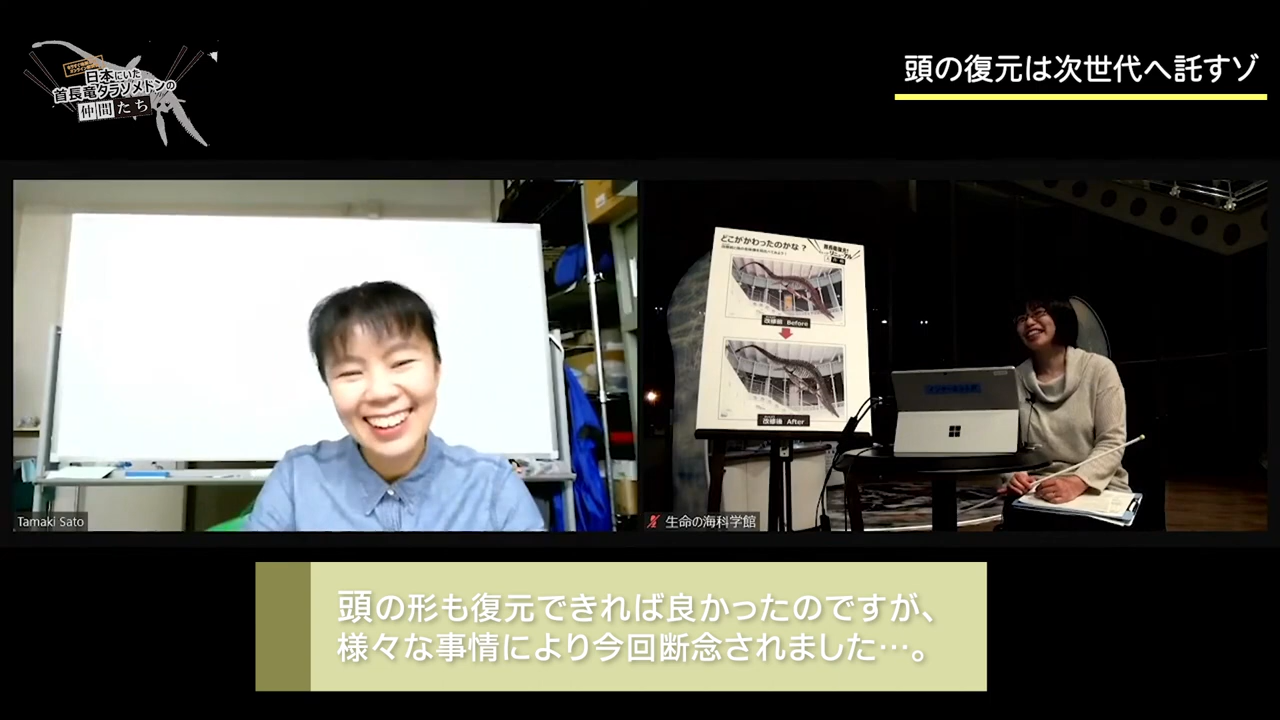 日本にいた
首長竜タラソメドンの
仲間たち
頭の復元は次世代へ託すゾ
どこがかわったのかな？
改修前 Before
改修後 After
Tamaki Sato
生命の海科学館
頭の形も復元できれば良かったのですが、
様々な事情により今回断念されました…。